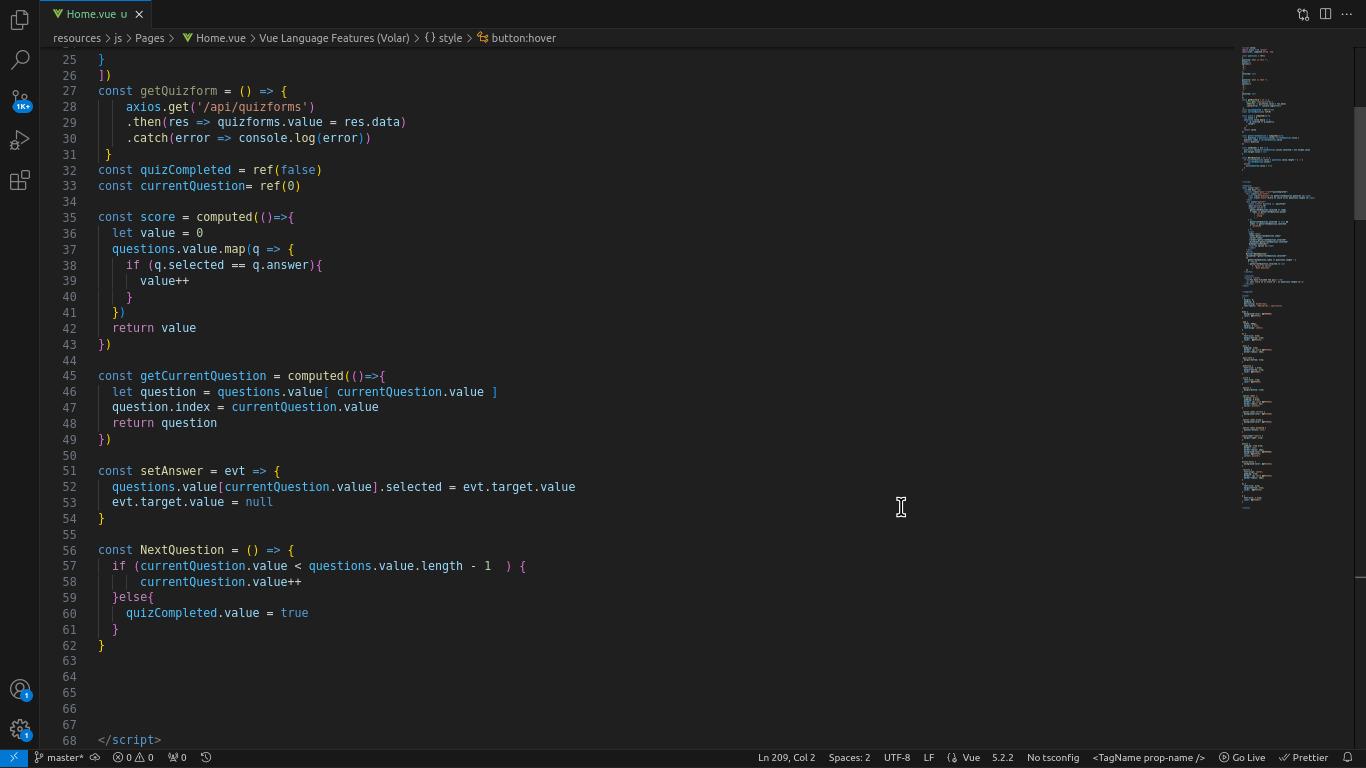 Home.vue U
resources > js > Pages > Home.vue > Vue Language Features (Volar) > {} style > button:hover
25 }
26 ])
27 const getQuizform = () => {
28     axios.get('/api/quizforms')
29     .then(res => quizforms.value = res.data)
30     .catch(error => console.log(error))
31  }
32 const quizCompleted = ref(false)
33 const currentQuestion= ref(0)
34
35 const score = computed(()=>{
36   let value = 0
37   questions.value.map(q => {
38     if (q.selected == q.answer){
39       value++
40     }
41   })
42   return value
43 })
44
45 const getCurrentQuestion = computed(()=>{
46   let question = questions.value[ currentQuestion.value ]
47   question.index = currentQuestion.value
48   return question
49 })
50
51 const setAnswer = evt => {
52   questions.value[currentQuestion.value].selected = evt.target.value
53   evt.target.value = null
54 }
55
56 const NextQuestion = () => {
57   if (currentQuestion.value < questions.value.length - 1  ) {
58       currentQuestion.value++
59   }else{
60     quizCompleted.value = true
61   }
62 }
63
64
65
66
67
68 </script>
1K+
1
1
master* 0 0 0 Ln 209, Col 2 Spaces: 2 UTF-8 LF Vue 5.2.2 No tsconfig <TagName prop-name /> Go Live Prettier